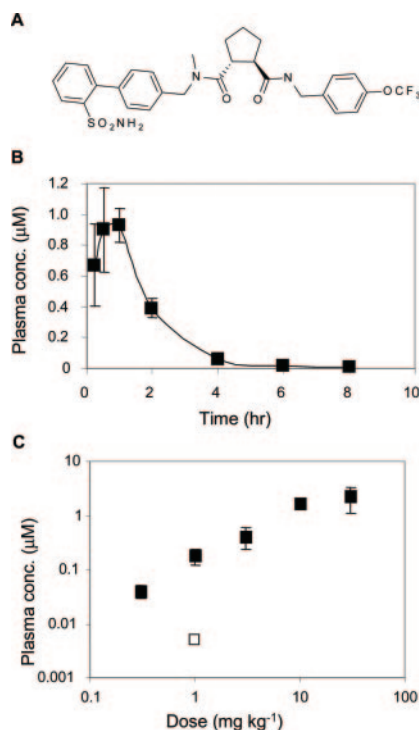 A
N
O
O
N
H
OCF3
SO2NH2
B
Plasma conc. (µM)
1.2
1.0
0.8
0.6
0.4
0.2
0
0 2 4 6 8 10
Time (hr)
C
Plasma conc. (µM)
10
1
0.1
0.01
0.001
0.1 1 10 100
Dose (mg kg⁻¹)